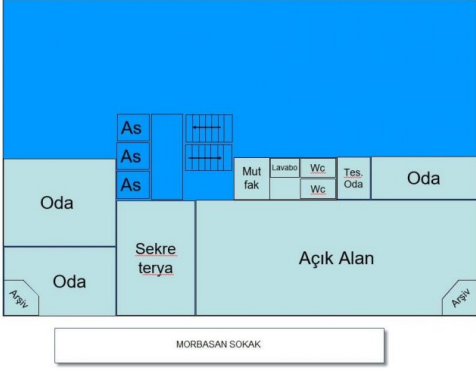 As
As
As
Mut
fak
Lavabo
Wc
Wc
Tes.
Oda
Oda
Oda
Sekre
terya
Açık Alan
Oda
Arşiv
Arşiv
MORBASAN SOKAK